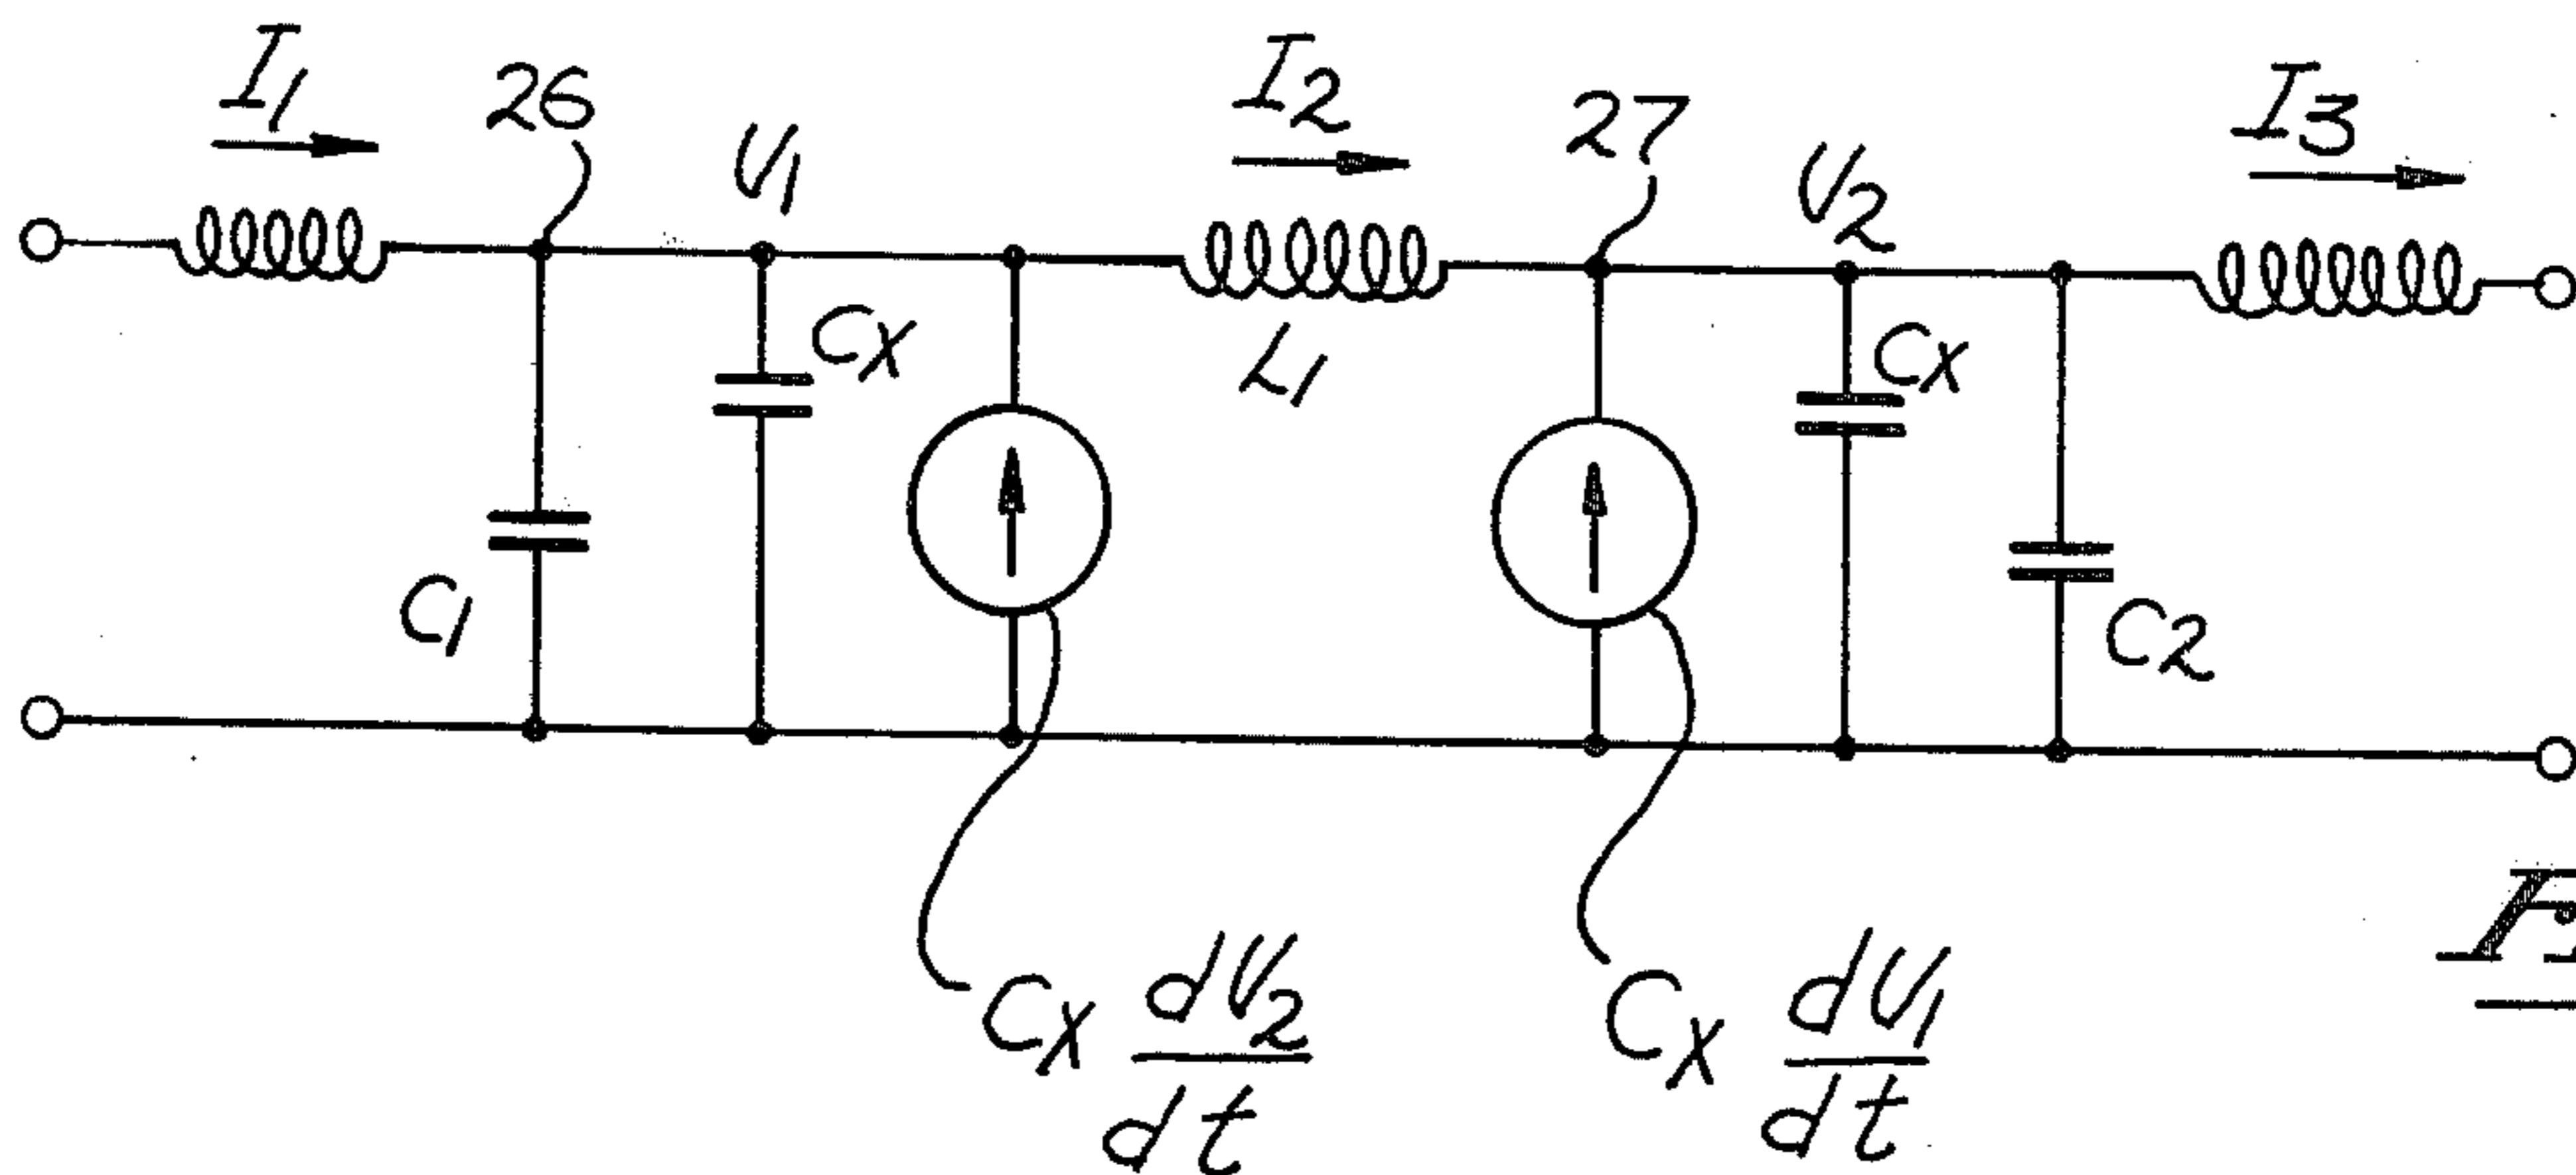 I1
26
V1
I2
27
V2
I3
CX
L1
CX
C1
C2
CX dV2/dt
CX dV1/dt